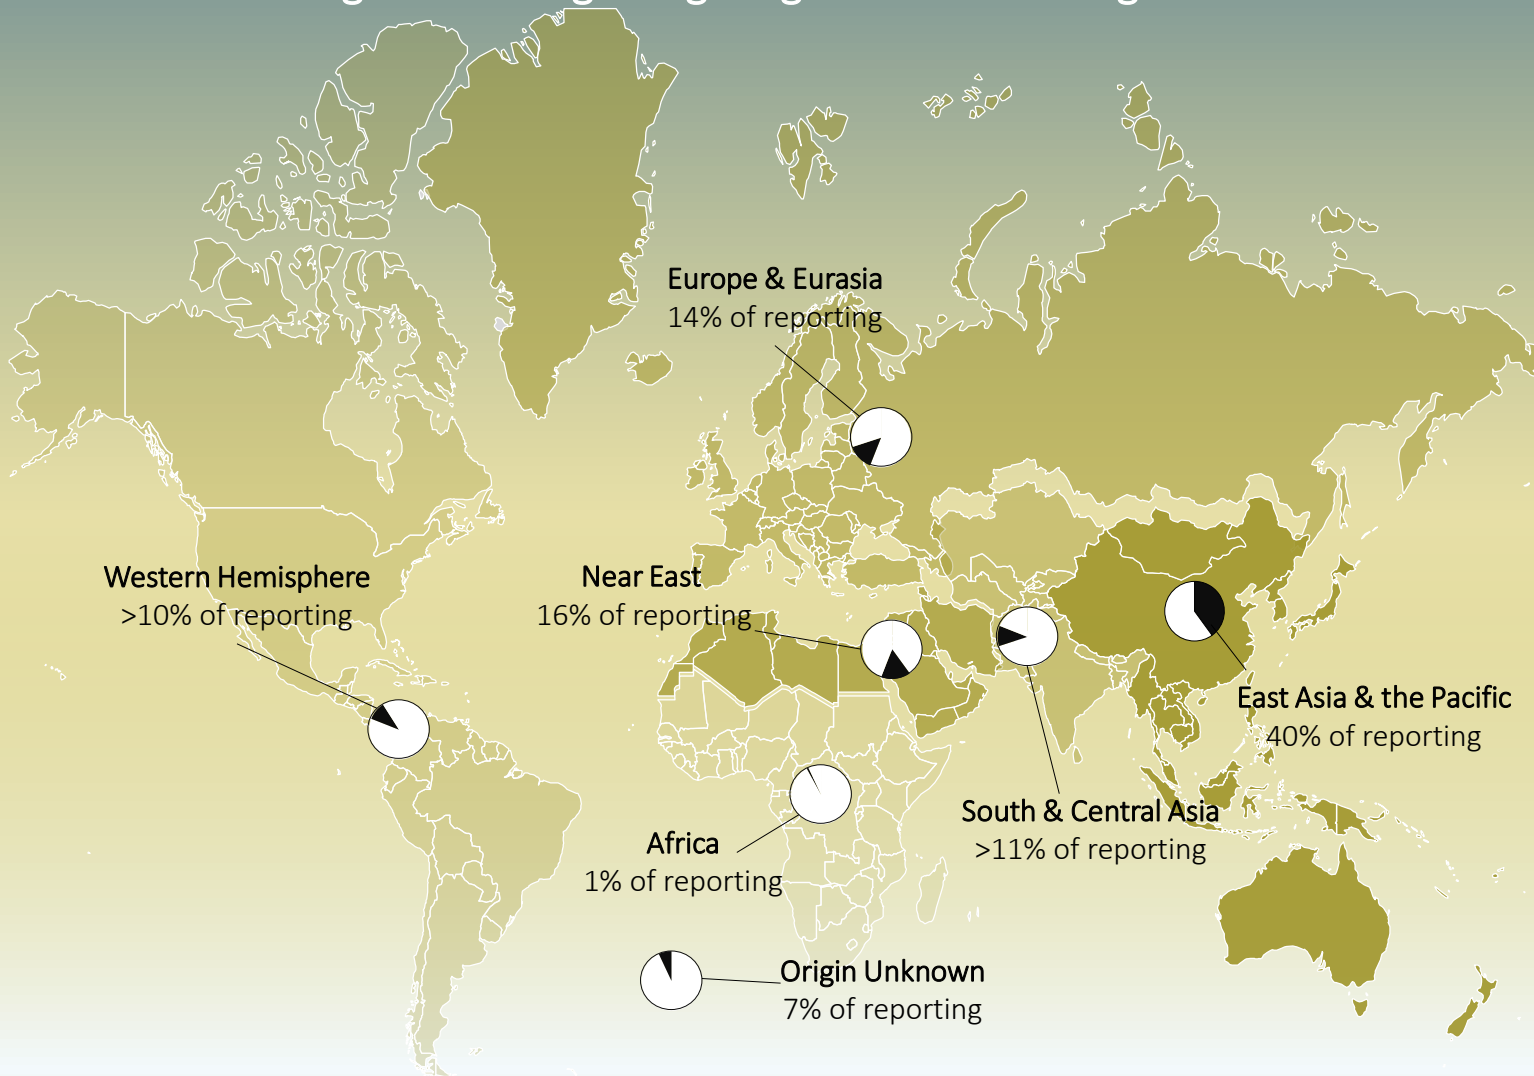 Europe & Eurasia
14% of reporting
Western Hemisphere
>10% of reporting
Near East
16% of reporting
East Asia & the Pacific
40% of reporting
South & Central Asia
>11% of reporting
Africa
1% of reporting
Origin Unknown
7% of reporting